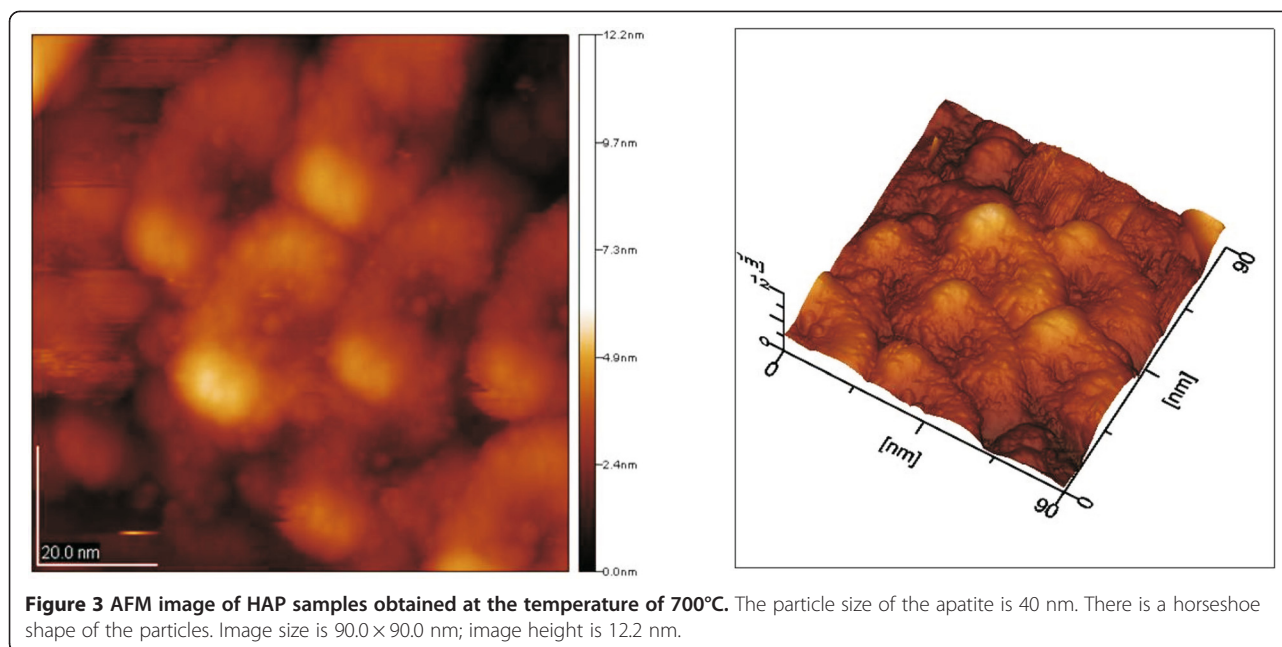 12.2nm
9.7nm
7.3nm
4.9nm
2.4nm
0.0nm
20.0 nm
90
0
0
[nm]
[nm]
90
0
Figure 3 AFM image of HAP samples obtained at the temperature of 700°C. The particle size of the apatite is 40 nm. There is a horseshoe
shape of the particles. Image size is 90.0 × 90.0 nm; image height is 12.2 nm.